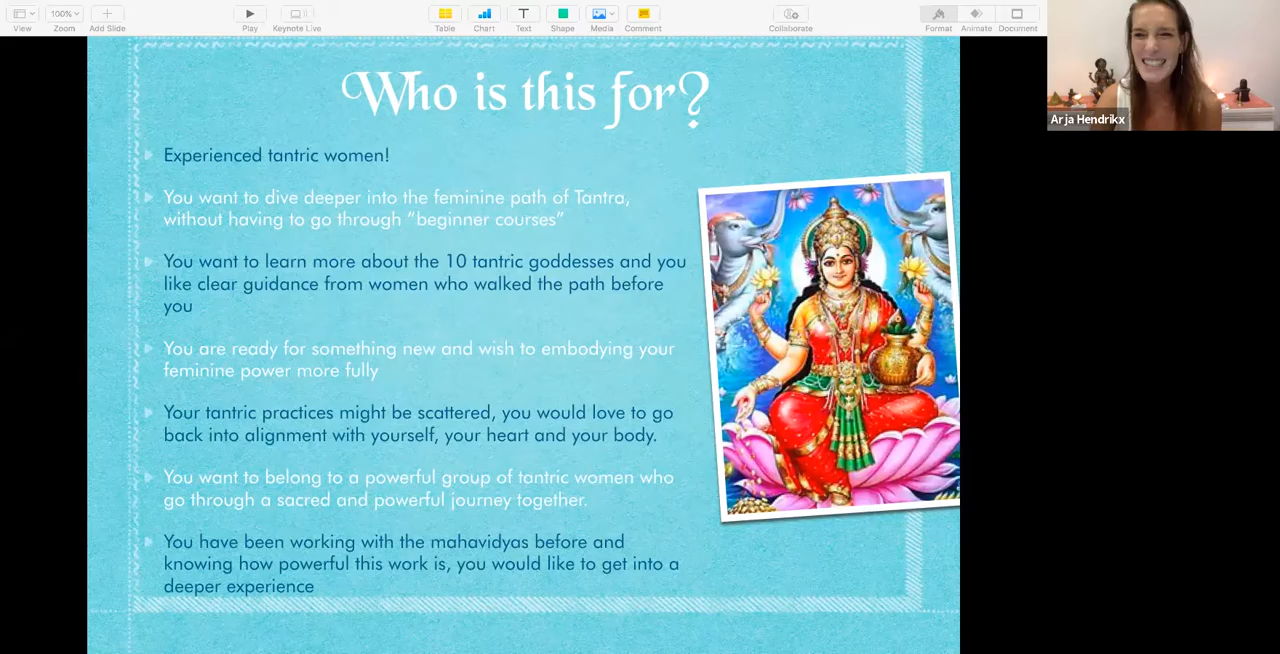 100%
View
Zoom
Add Slide
Play
Keynote Live
Table
Chart
Text
Shape
Media
Comment
Collaborate
Format
Animate
Document
Arja Hendrikx
Who is this for?
Experienced tantric women!
You want to dive deeper into the feminine path of Tantra,
without having to go through “beginner courses”
You want to learn more about the 10 tantric goddesses and you
like clear guidance from women who walked the path before
you
You are ready for something new and wish to embodying your
feminine power more fully
Your tantric practices might be scattered, you would love to go
back into alignment with yourself, your heart and your body.
You want to belong to a powerful group of tantric women who
go through a sacred and powerful journey together.
You have been working with the mahavidyas before and
knowing how powerful this work is, you would like to get into a
deeper experience